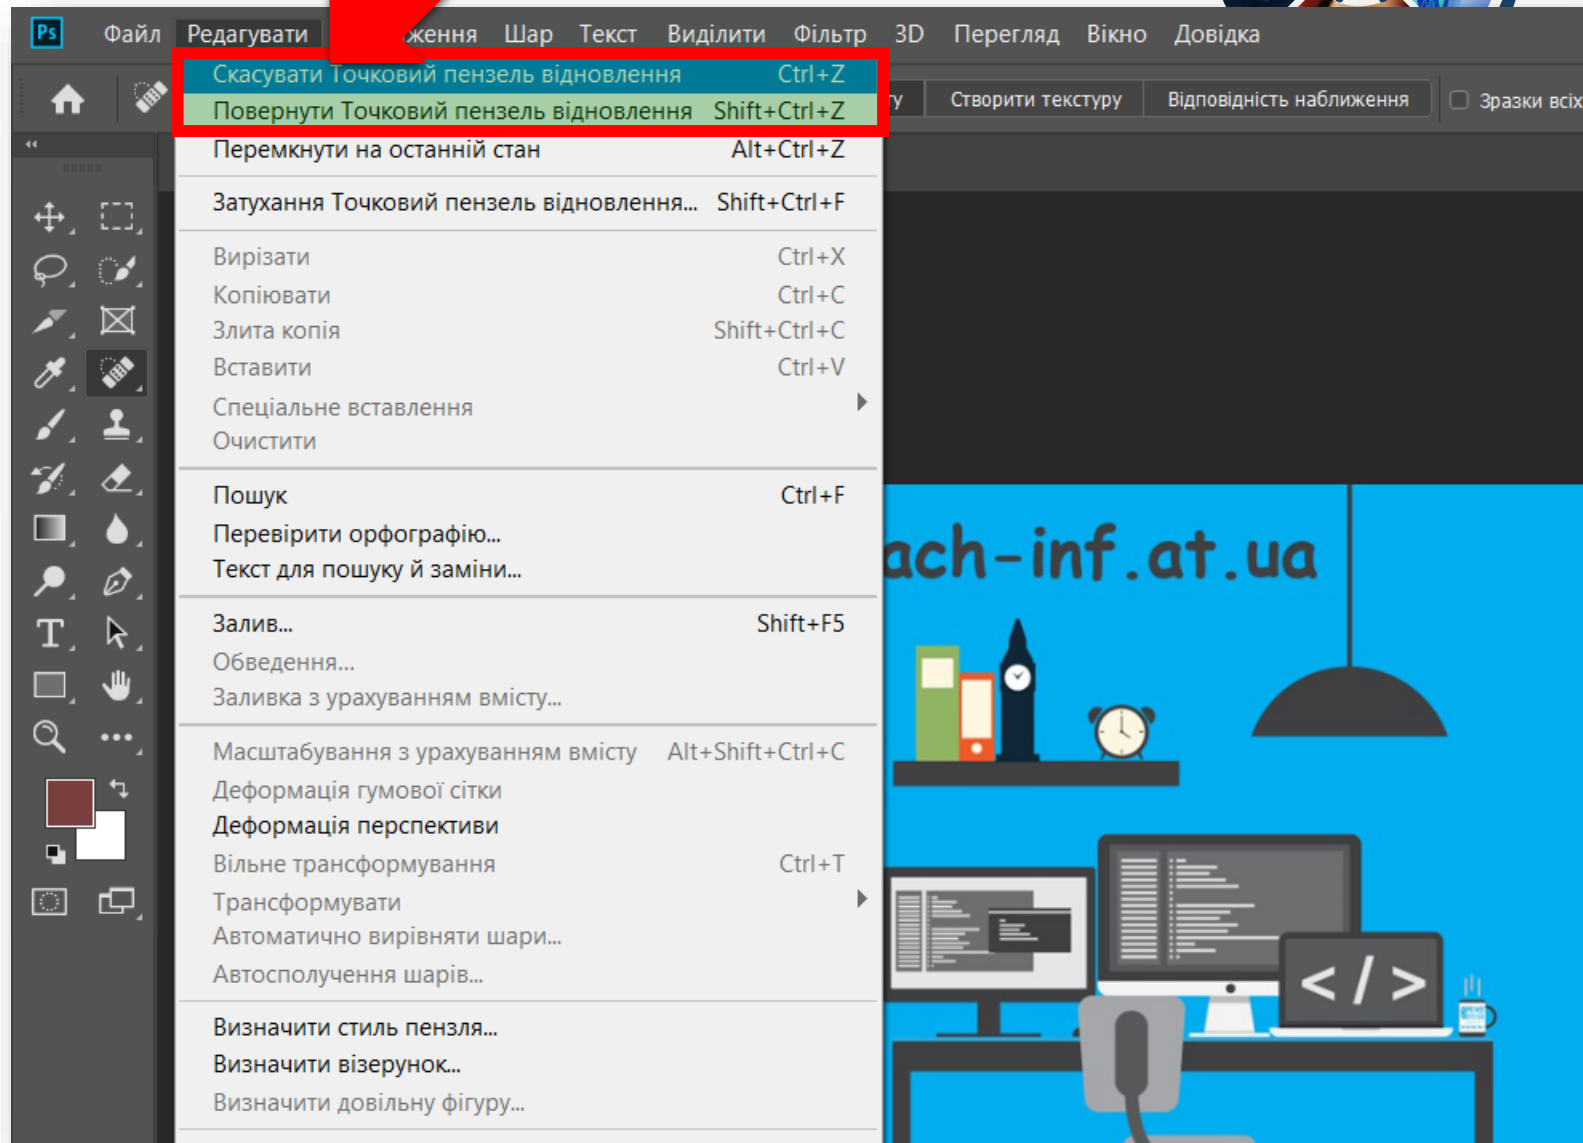 Ps Файл Редагувати ження Шар Текст Виділити Фільтр 3D Перегляд Вікно Довідка
Створити текстуру Відповідність наближення Зразки всіх
Скасувати Точковий пензель відновлення Ctrl+Z
Повернути Точковий пензель відновлення Shift+Ctrl+Z
Перемкнути на останній стан Alt+Ctrl+Z
Затухання Точковий пензель відновлення... Shift+Ctrl+F
Вирізати Ctrl+X
Копіювати Ctrl+C
Злита копія Shift+Ctrl+C
Вставити Ctrl+V
Спеціальне вставлення
Очистити
Пошук Ctrl+F
Перевірити орфографію...
Текст для пошуку й заміни...
Залив... Shift+F5
Обведення...
Заливка з урахуванням вмісту...
Масштабування з урахуванням вмісту Alt+Shift+Ctrl+C
Деформація гумової сітки
Деформація перспективи
Вільне трансформування Ctrl+T
Трансформувати
Автоматично вирівняти шари...
Автосполучення шарів...
Визначити стиль пензля...
Визначити візерунок...
Визначити довільну фігуру...
ach-inf.at.ua
</>